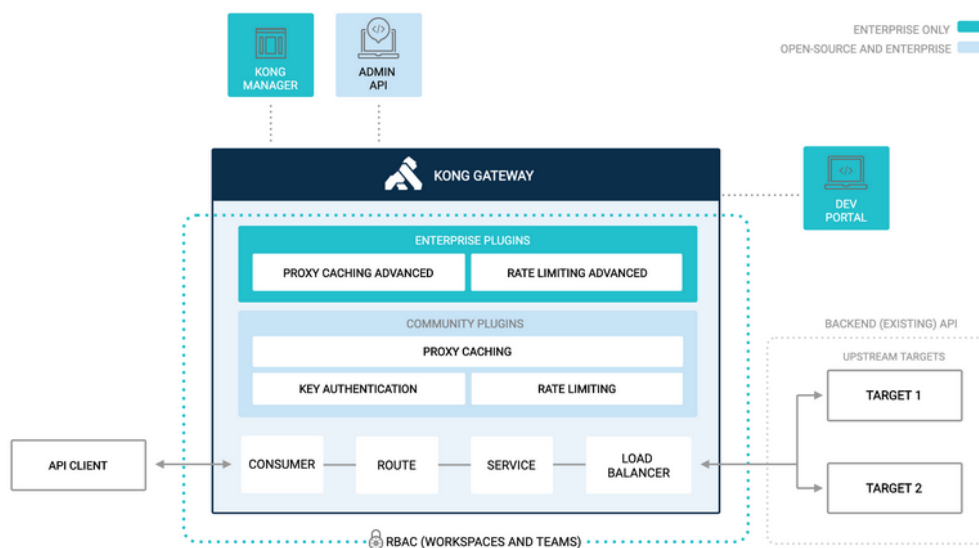 ENTERPRISE ONLY
OPEN-SOURCE AND ENTERPRISE
KONG
MANAGER
ADMIN
API
KONG GATEWAY
DEV
PORTAL
ENTERPRISE PLUGINS
PROXY CACHING ADVANCED
RATE LIMITING ADVANCED
COMMUNITY PLUGINS
PROXY CACHING
KEY AUTHENTICATION
RATE LIMITING
BACKEND (EXISTING) API
UPSTREAM TARGETS
TARGET 1
API CLIENT
CONSUMER
ROUTE
SERVICE
LOAD
BALANCER
TARGET 2
RBAC (WORKSPACES AND TEAMS)